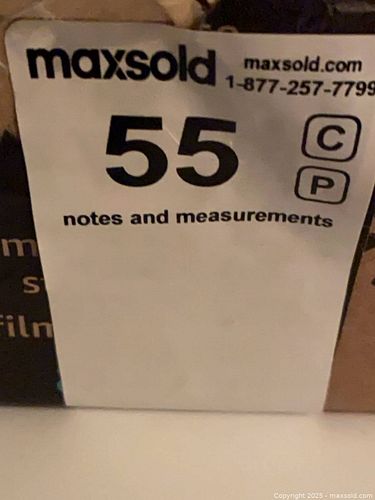 maxsold
maxsold.com
1-877-257-7799
55
C
P
notes and measurements
m
s
film
Copyright 2025 - maxsold.com